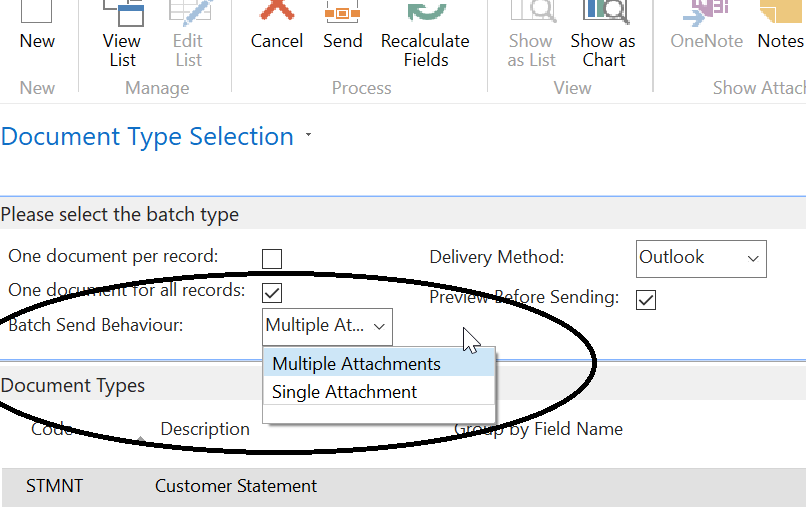 New
View List
Edit List
Cancel
Send
Recalculate Fields
Show as List
Show as Chart
OneNote
Notes
New
Manage
Process
View
Show Attach
Document Type Selection
Please select the batch type
One document per record:
Delivery Method:
Outlook
One document for all records:
Preview Before Sending:
Batch Send Behaviour:
Multiple At...
Multiple Attachments
Single Attachment
Document Types
Code
Description
Group by Field Name
STMNT
Customer Statement